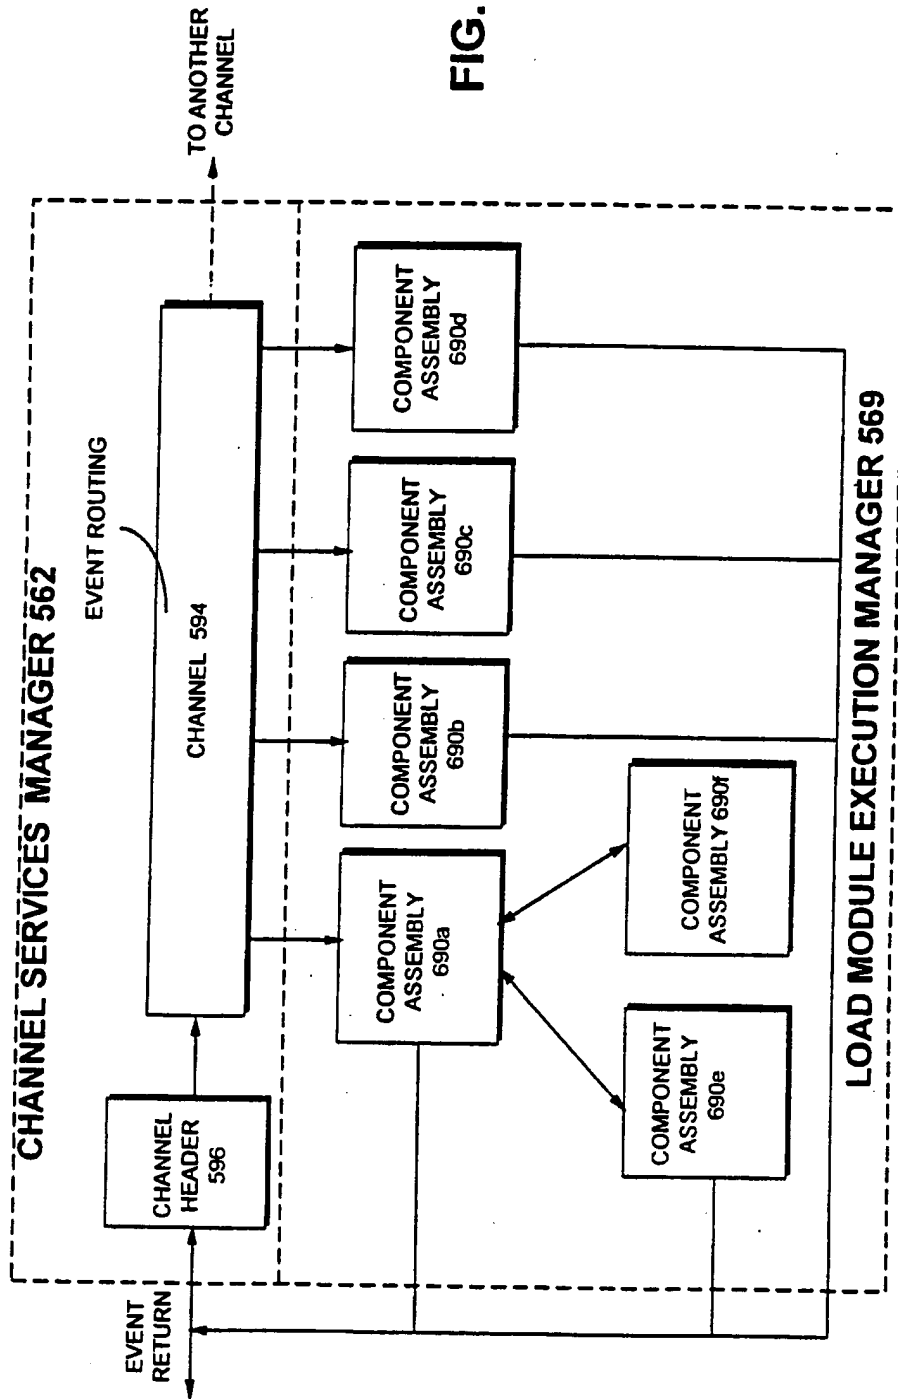 CHANNEL SERVICES MANAGER 562
EVENT ROUTING
EVENT
RETURN
CHANNEL
HEADER
596
CHANNEL 594
TO ANOTHER
CHANNEL
COMPONENT
ASSEMBLY
690a
COMPONENT
ASSEMBLY
690b
COMPONENT
ASSEMBLY
690c
COMPONENT
ASSEMBLY
690d
COMPONENT
ASSEMBLY
690e
COMPONENT
ASSEMBLY 690f
LOAD MODULE EXECUTION MANAGER 569
FIG.